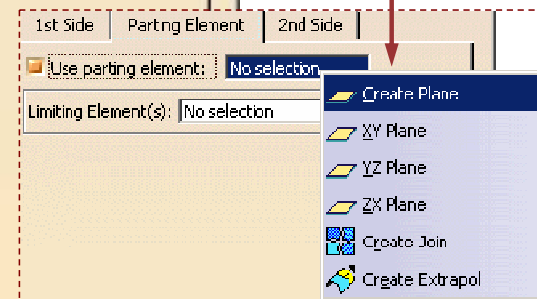 1st Side Parting Element 2nd Side
Use parting element: No selection
Create Plane
Limiting Element(s): No selection
XY Plane
YZ Plane
ZX Plane
Create Join
Create Extrapol